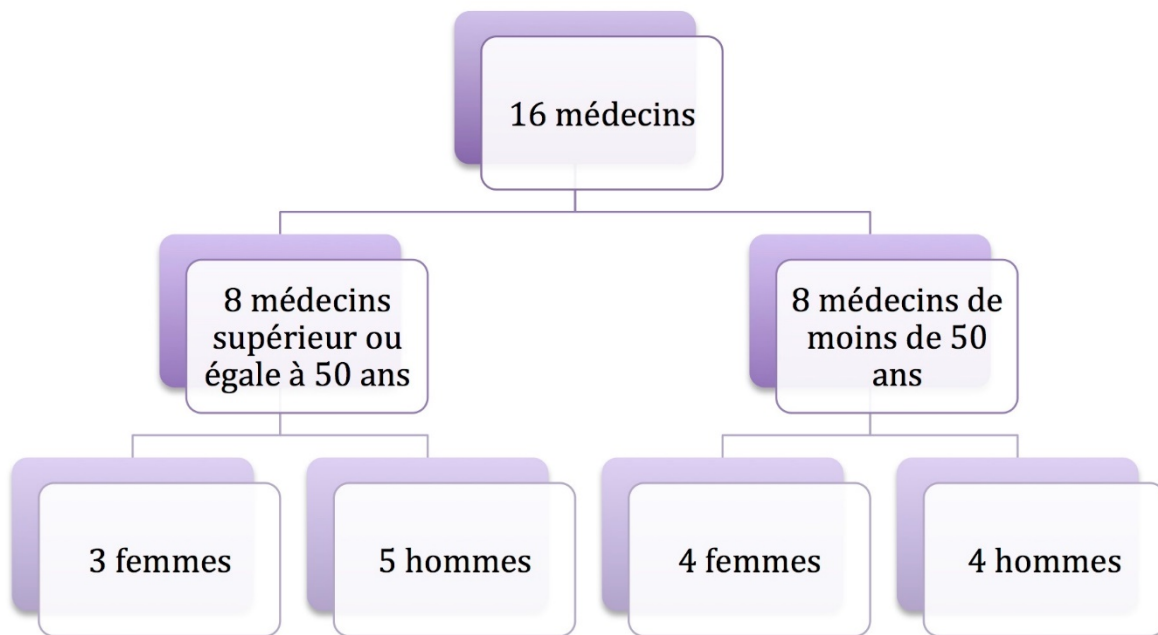 16 médecins
8 médecins
supérieur ou
égale à 50 ans
8 médecins de
moins de 50
ans
3 femmes
5 hommes
4 femmes
4 hommes